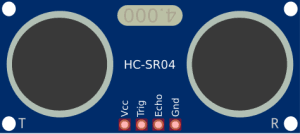 4.000
HC-SR04
Vcc
Trig
Echo
Gnd
T
R